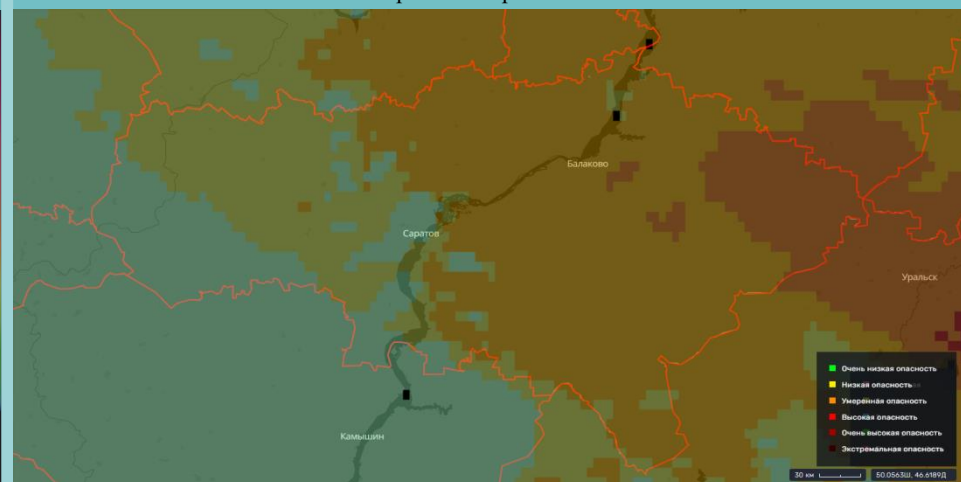 Балаково
Саратов
Уральск
Камышин
Очень низкая опасность
Низкая опасность
Умеренная опасность
Высокая опасность
Очень высокая опасность
Экстремальная опасность
30 км
50.0563Ш, 46.6189Д